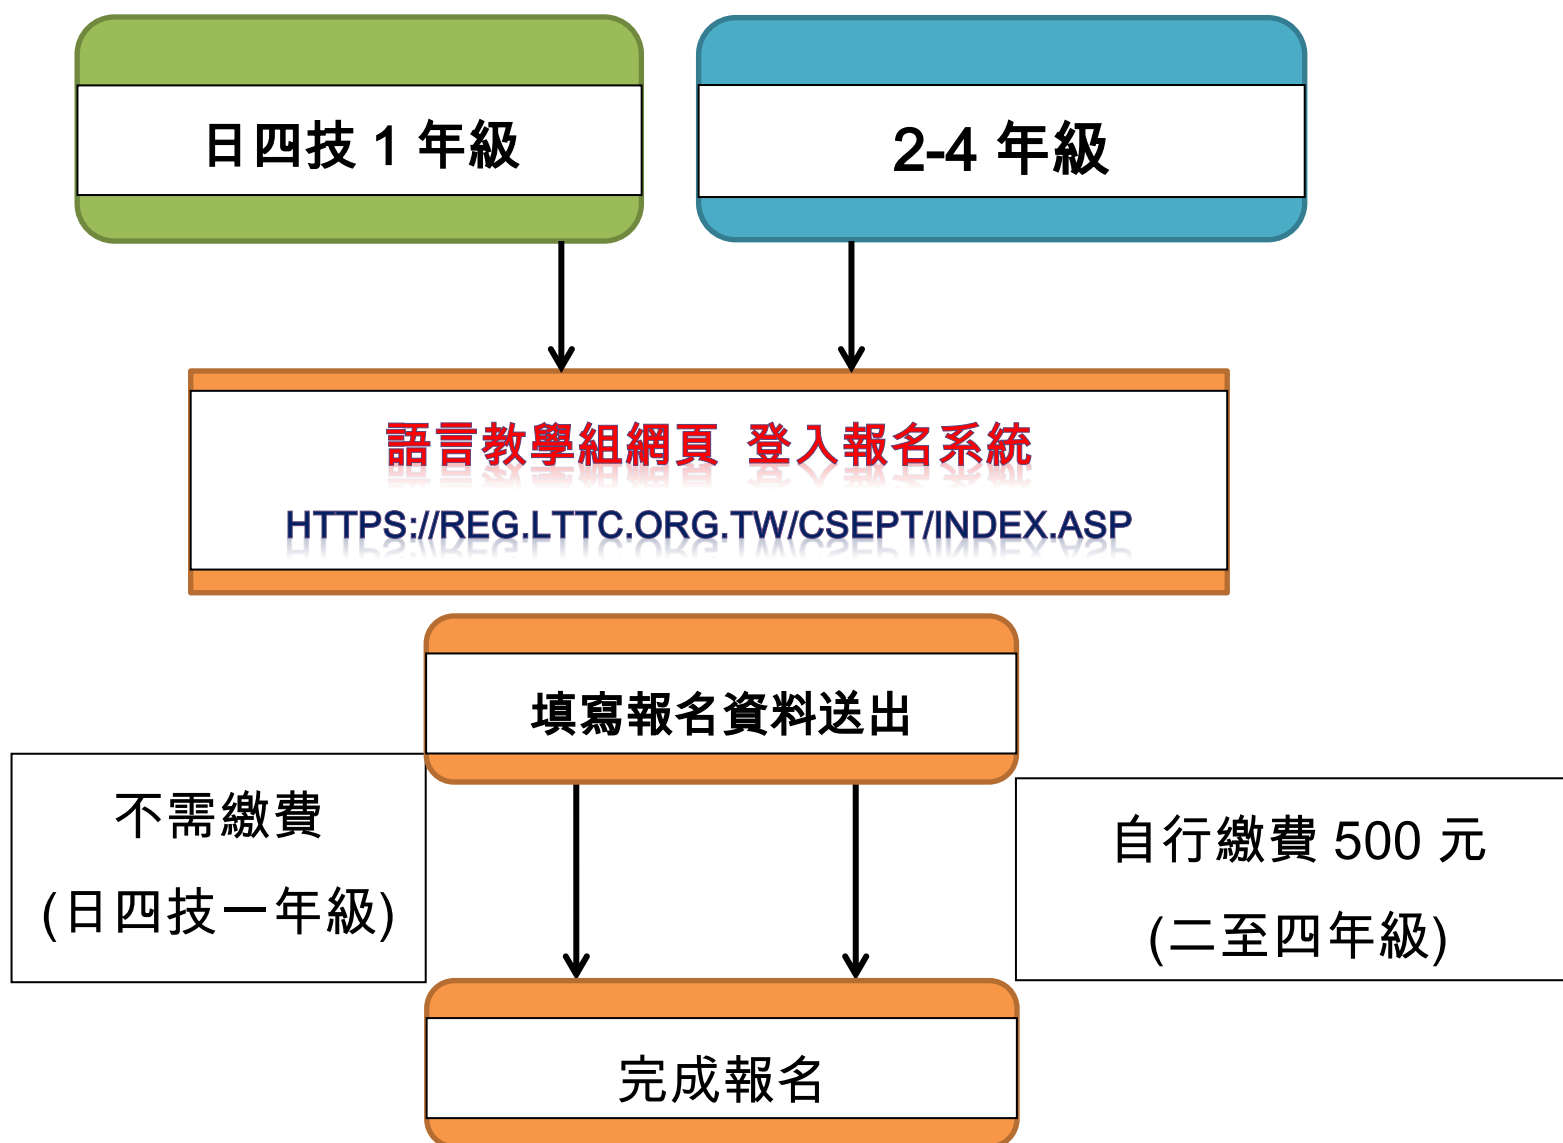 日四技 1 年級
2-4 年級
語言教學組網頁 登入報名系統
HTTPS://REG.LTTC.ORG.TW/CSEPT/INDEX.ASP
填寫報名資料送出
不需繳費
(日四技一年級)
自行繳費 500 元
(二至四年級)
完成報名